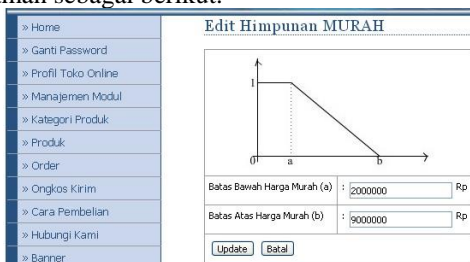 sebagai berikut:
» Home
» Ganti Password
» Profil Toko Online
» Manajemen Modul
» Kategori Produk
» Produk
» Order
» Ongkos Kirim
» Cara Pembelian
» Hubungi Kami
» Banner
Edit Himpunan MURAH
1
0 a b
Batas Bawah Harga Murah (a) : 2000000 Rp
Batas Atas Harga Murah (b) : 9000000 Rp
Update Batal